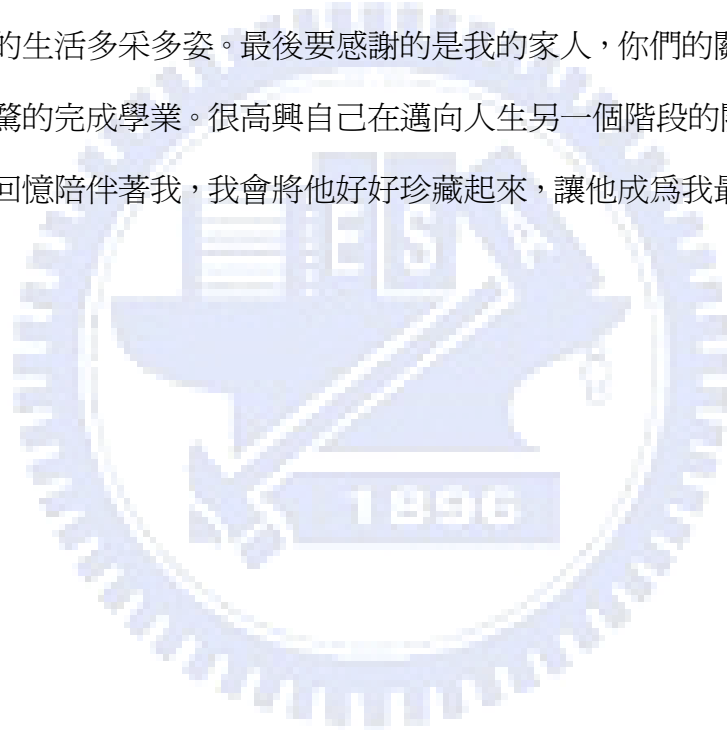 的生活多采多姿。最後要感謝的是我的家人，你們的關
騖的完成學業。很高興自己在邁向人生另一個階段的
回憶陪伴著我，我會將他好好珍藏起來，讓他成為我最
E S A
1896